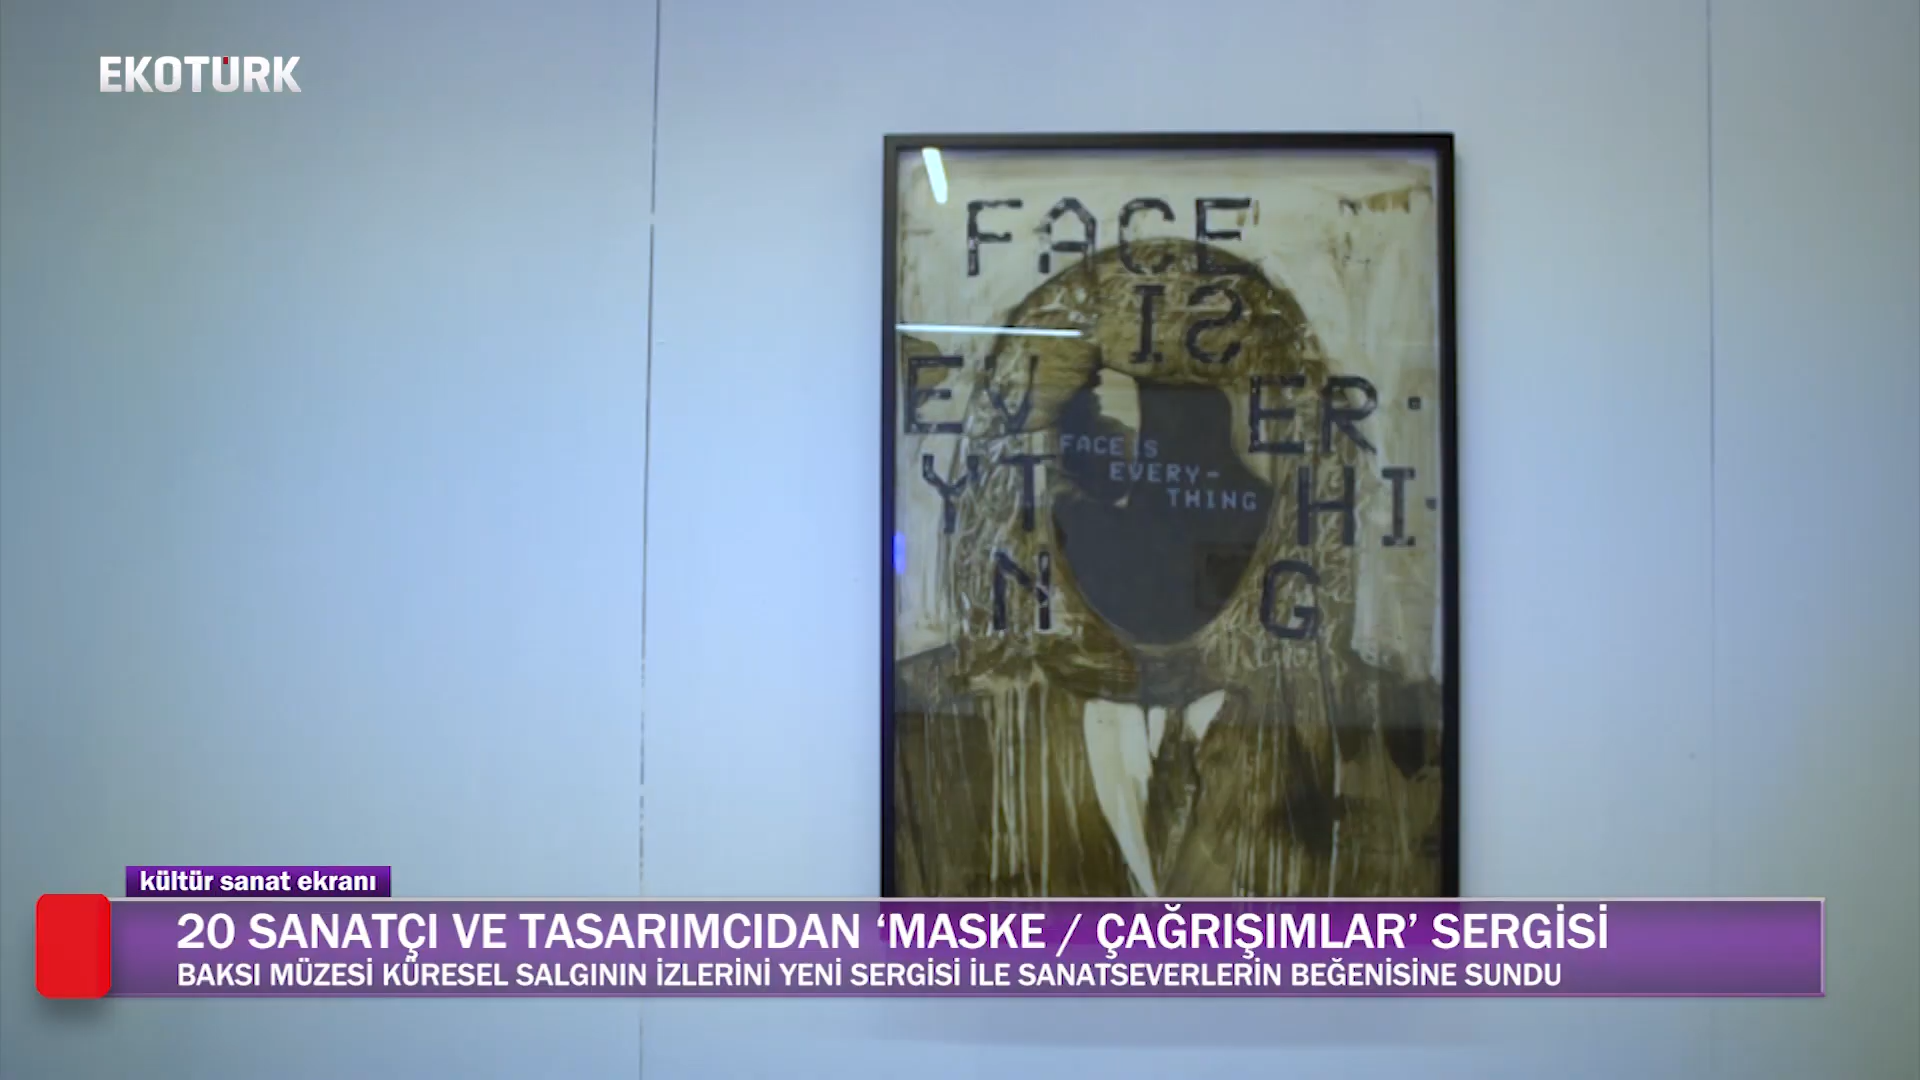 EKOTÜRK
FACE
IS
EV ER-
YT HI-
N G
FACE IS
EVERY-
THING
kültür sanat ekranı
20 SANATÇI VE TASARIMCIDAN ‘MASKE / ÇAĞRIŞIMLAR’ SERGİSİ
BAKSI MÜZESİ KÜRESEL SALGININ İZLERİNİ YENİ SERGİSİ İLE SANATSEVERLERİN BEĞENİSİNE SUNDU